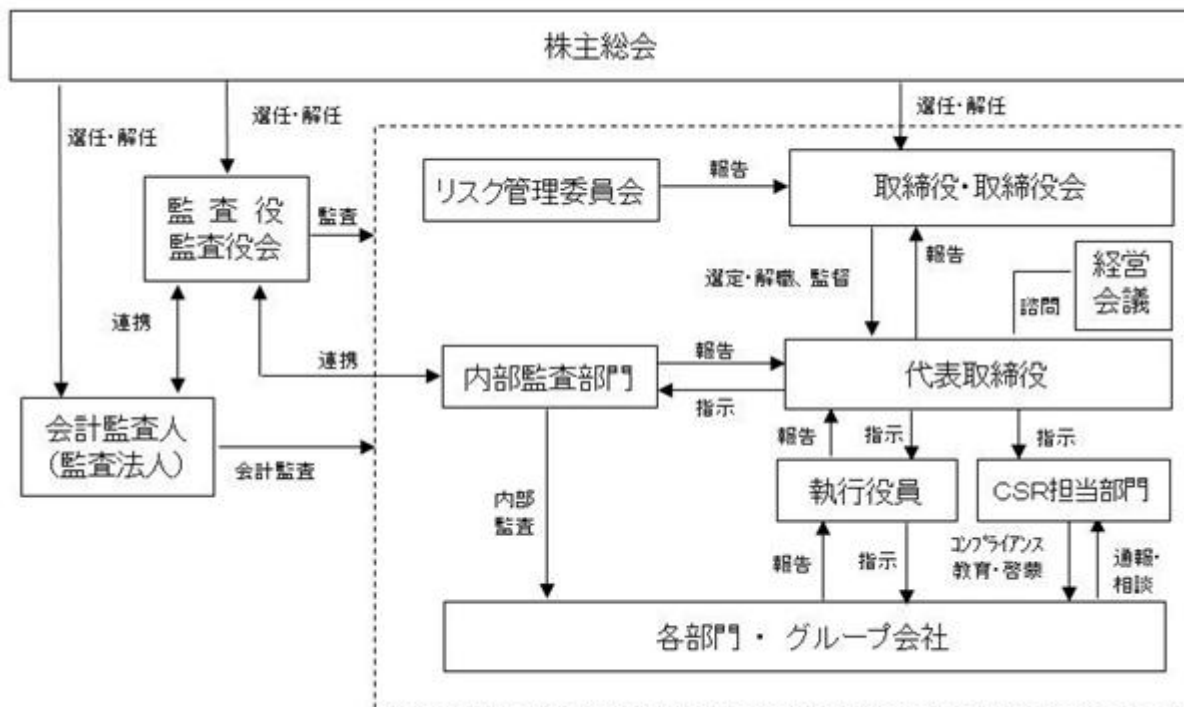 株主総会
選任・解任
選任・解任
選任・解任
リスク管理委員会
報告
取締役・取締役会
監査役
監査役会
監査
報告
経営
会議
選定・解職、監督
諮問
連携
連携
内部監査部門
報告
指示
代表取締役
会計監査人
(監査法人)
会計監査
報告
指示
指示
内部
監査
執行役員
CSR担当部門
報告
指示
コンプライアンス
教育・啓蒙
通報・
相談
各部門・グループ会社